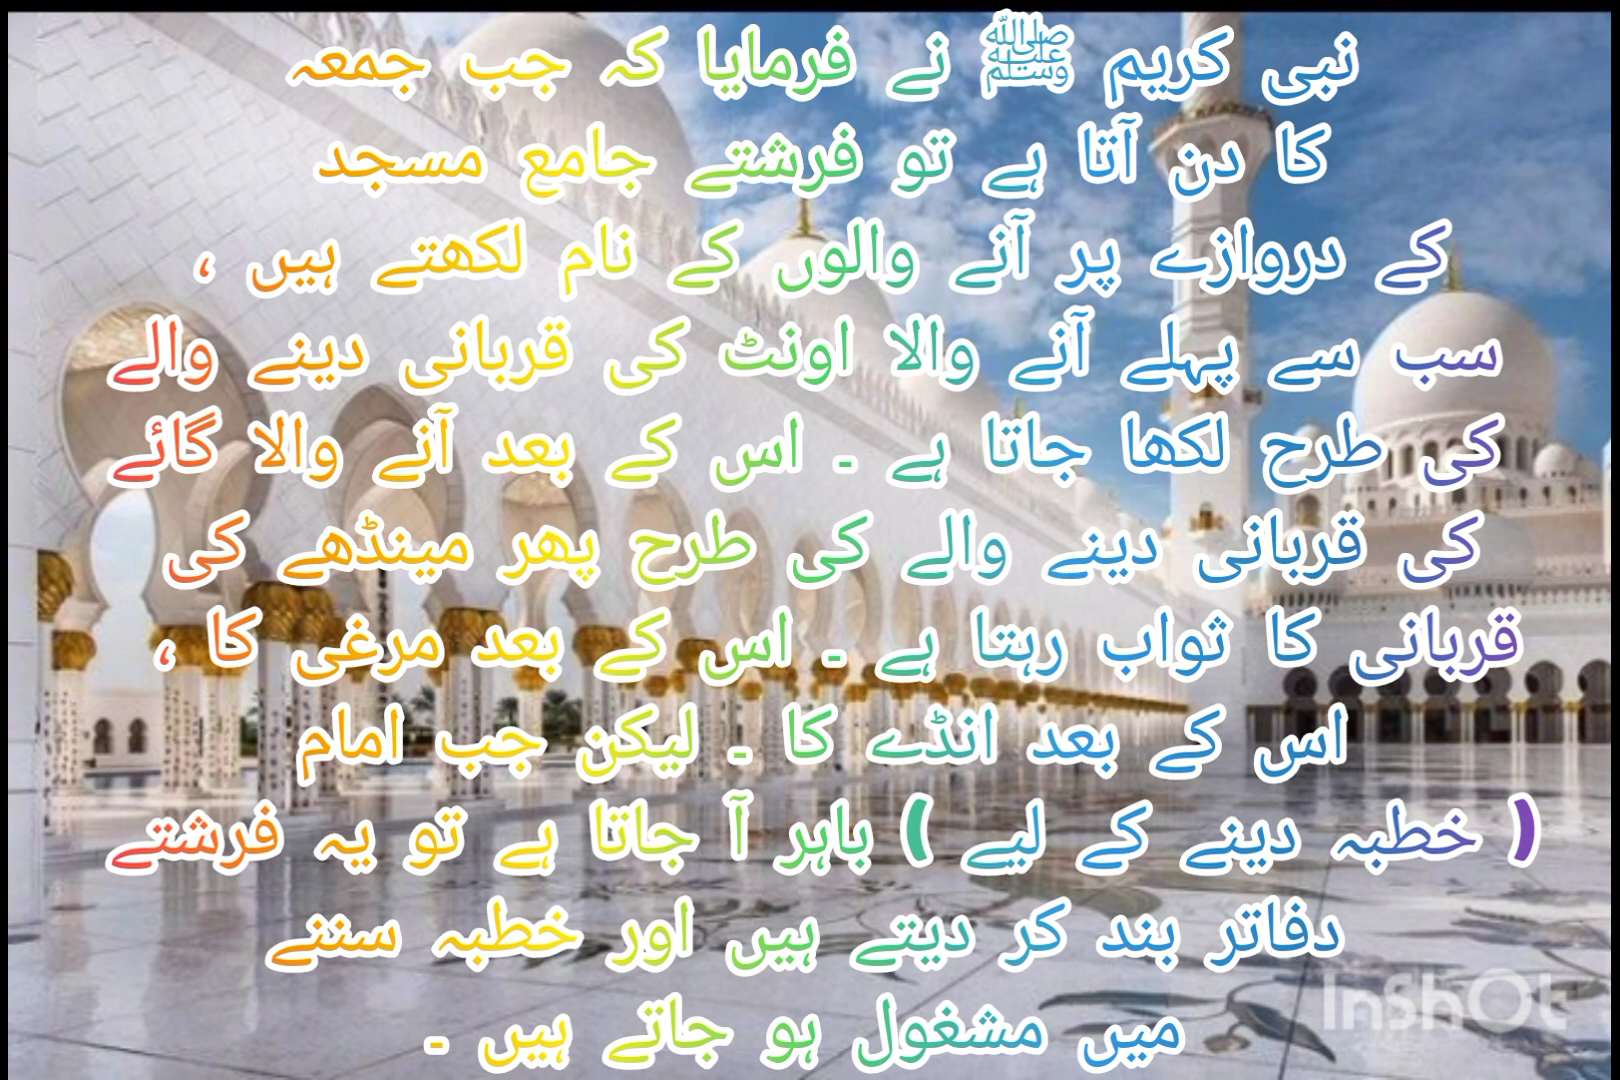 نبی کریم ﷺ نے فرمایا کہ جب جمعہ
کا دن آتا ہے تو فرشتے جامع مسجد
کے دروازے پر آنے والوں کے نام لکھتے ہیں ،
سب سے پہلے آنے والا اونٹ کی قربانی دینے والے
کی طرح لکھا جاتا ہے ۔ اس کے بعد آنے والا گائے
کی قربانی دینے والے کی طرح پھر مینڈھے کی
قربانی کا ثواب رہتا ہے ۔ اس کے بعد مرغی کا ،
اس کے بعد انڈے کا ۔ لیکن جب امام
( خطبہ دینے کے لیے ) باہر آ جاتا ہے تو یہ فرشتے
دفاتر بند کر دیتے ہیں اور خطبہ سننے
میں مشغول ہو جاتے ہیں ۔
InShOt